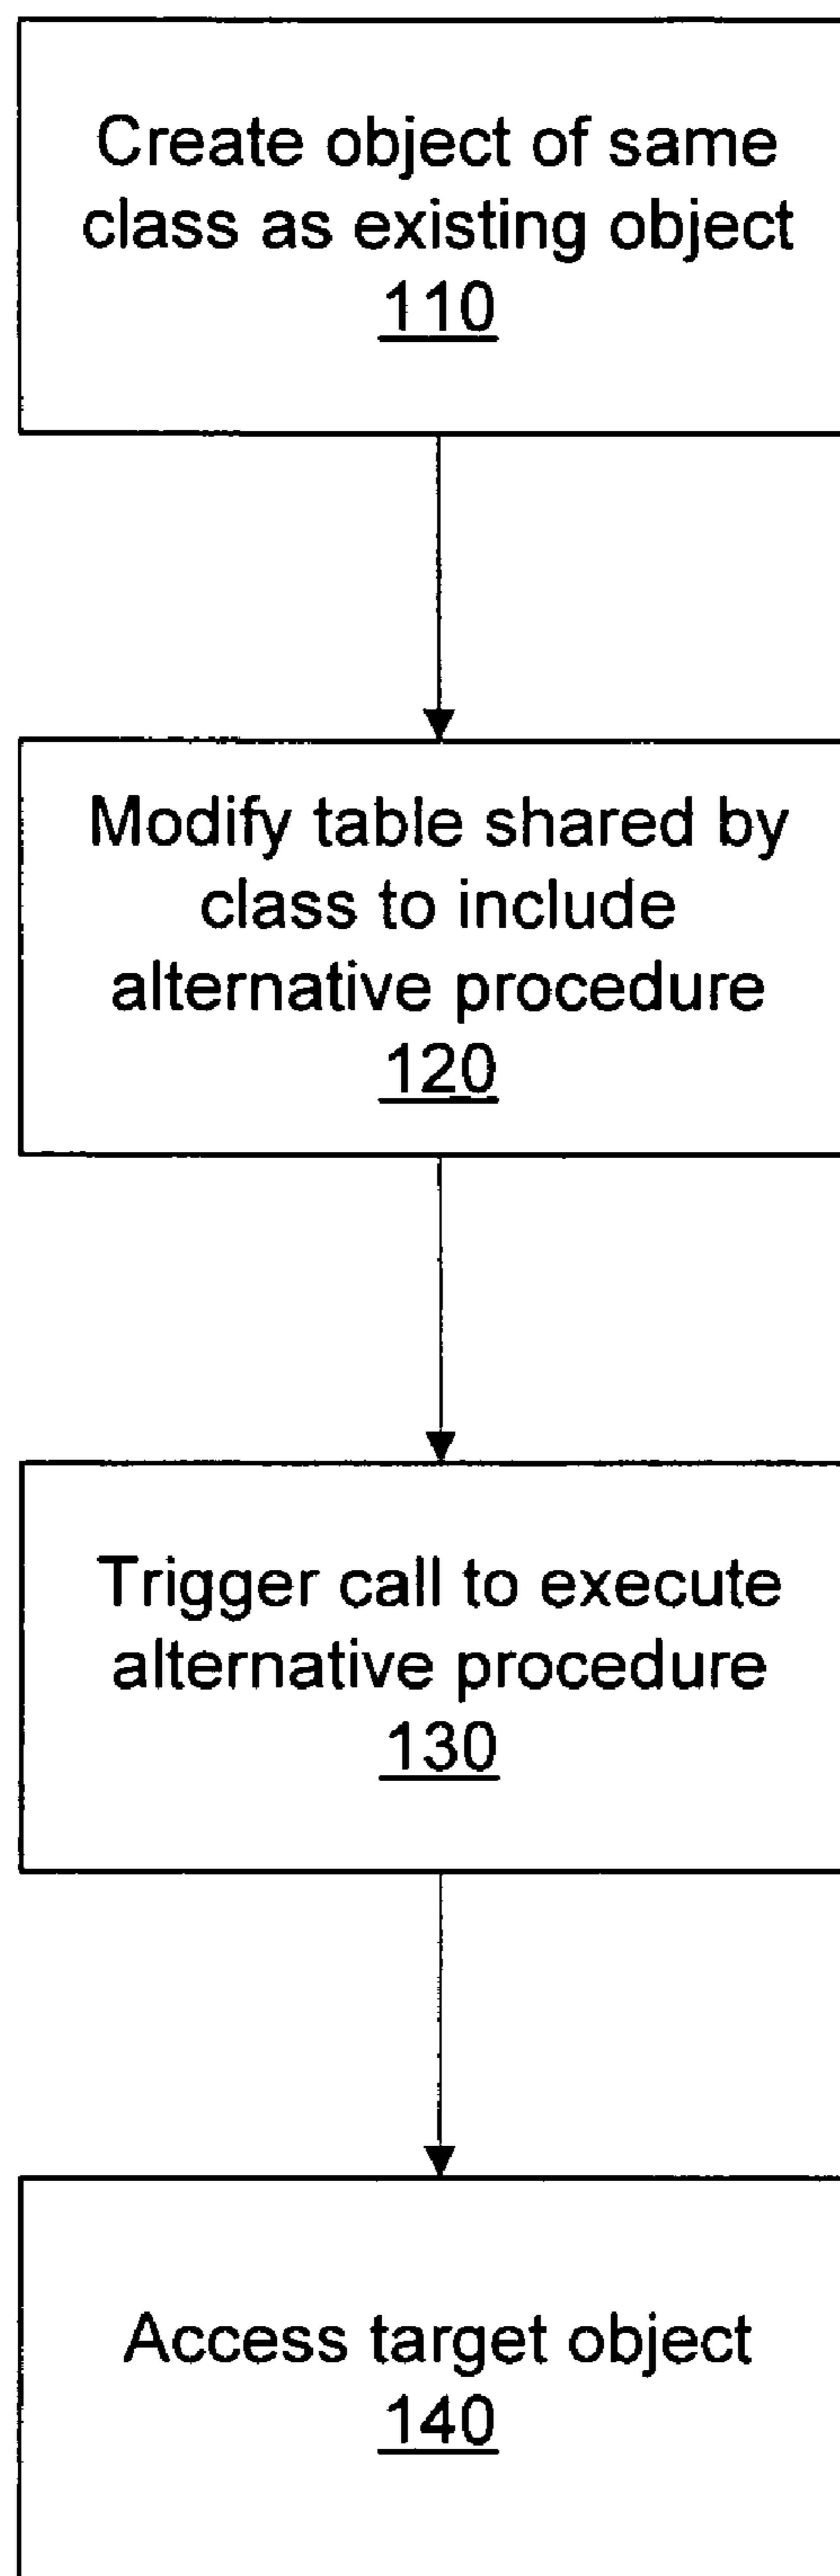 Create object of same
class as existing object
110
Modify table shared by
class to include
alternative procedure
120
Trigger call to execute
alternative procedure
130
Access target object
140